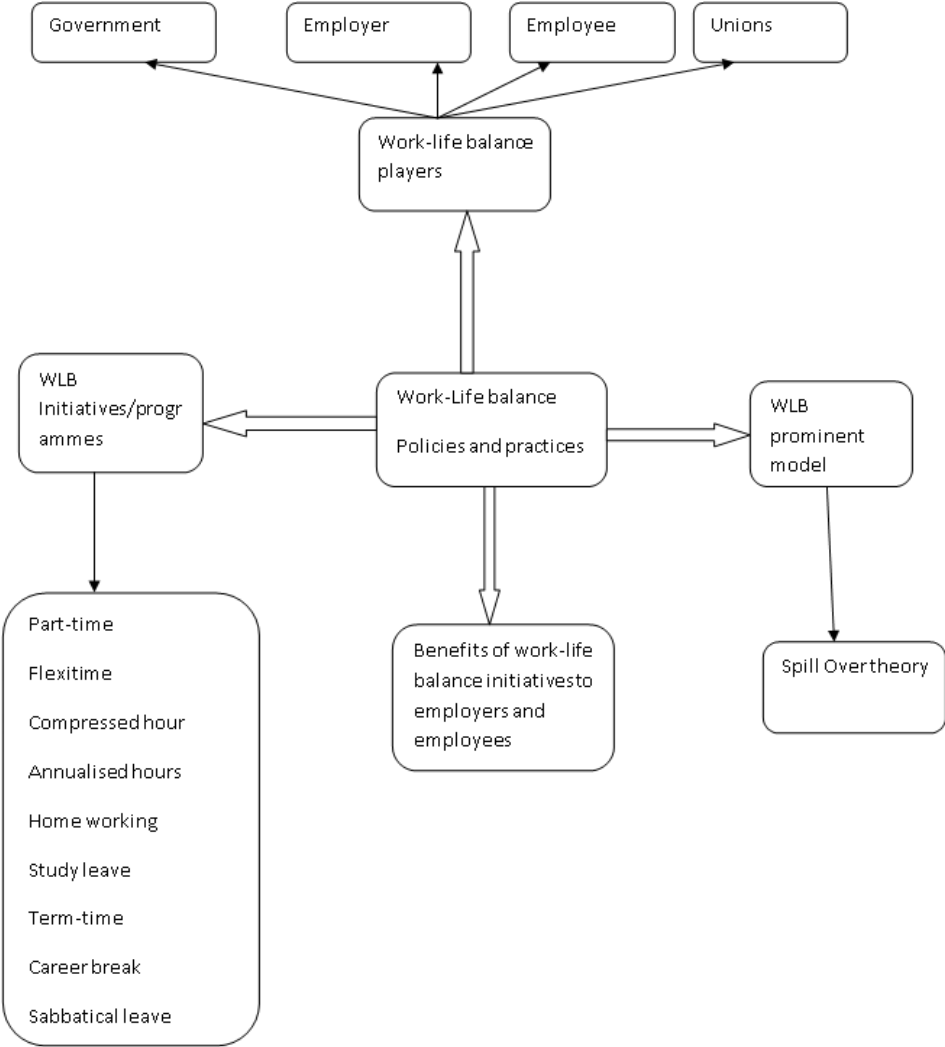 Government
Employer
Employee
Unions
Work-life balance
players
WLB
Initiatives/progr
ammes
Work-Life balance
Policies and practices
WLB
prominent
model
Part-time
Flexitime
Compressed hour
Annualised hours
Home working
Study leave
Term-time
Career break
Sabbatical leave
Benefits of work-life
balance initiativesto
employers and
employees
Spill Over theory